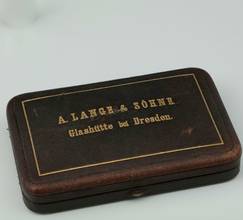 A. LANGE & SÖHNE
Glashütte bei Dresden.